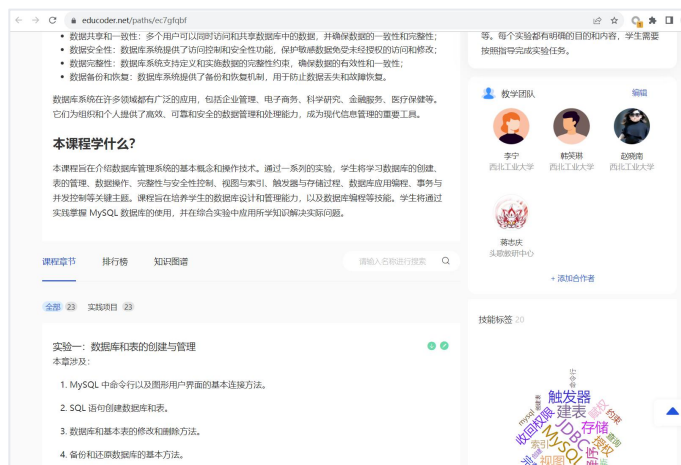 educoder.net/paths/ec7gfqbf
数据共享和一致性：多个用户可以同时访问和共享数据库中的数据，并确保数据的一致性和完整性；
数据安全性：数据库系统提供了访问控制和安全性功能，保护敏感数据免受未经授权的访问和修改；
数据完整性：数据库系统支持定义和实施数据的完整性约束，确保数据的有效性和一致性；
数据备份和恢复：数据库系统提供了备份和恢复机制，用于防止数据丢失和故障恢复。
数据库系统在许多领域都有广泛的应用，包括企业管理、电子商务、科学研究、金融服务、医疗保健等。
它们为组织和个人提供了高效、可靠和安全的数据管理和处理能力，成为现代信息管理的重要工具。
本课程学什么？
本课程旨在介绍数据库管理系统的基本概念和操作技术。通过一系列的实验，学生将学习数据库的创建、
表的管理、数据操作、完整性与安全性控制、视图与索引、触发器与存储过程、数据库应用编程、事务与
并发控制等关键主题。课程旨在培养学生的数据库设计和管理能力，以及数据库编程等技能。学生将通过
实践掌握 MySQL 数据库的使用，并在综合实验中应用所学知识解决实际问题。
课程章节 排行榜 知识图谱 请输入名称进行搜索
全部 23 实践项目 23
实验一：数据库和表的创建与管理
本章涉及：
1. MySQL 中命令行以及图形用户界面的基本连接方法。
2. SQL 语句创建数据库和表。
3. 数据库和基本表的修改和删除方法。
4. 备份和还原数据库的基本方法。
等。每个实验都有明确的目的和内容，学生需要
按照指导完成实验任务。
教学团队 编辑
李宁 韩笑琳 赵晓南
西北工业大学 西北工业大学 西北工业大学
蒋志庆
头歌教研中心
+ 添加合作者
技能标签 20
命令行
触发器
mysql
建表
赋权
约束
收回权限
JDBC
存储
MySQL
授权
查询
索引
视图